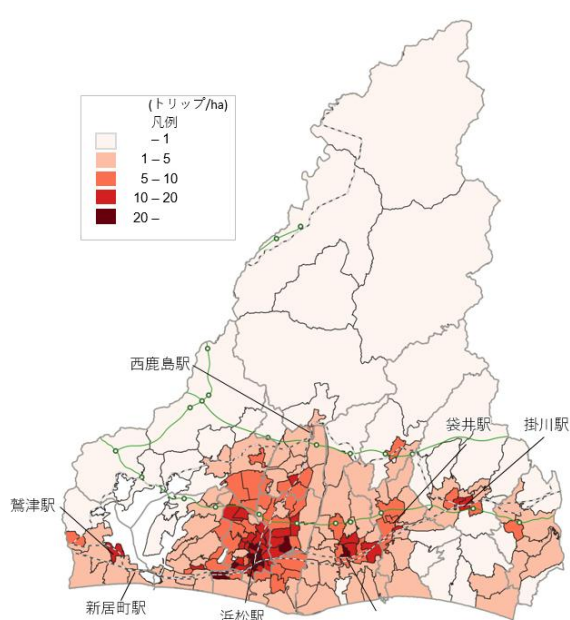 (トリップ/ha)
凡例
– 1
1 – 5
5 – 10
10 – 20
20 –
西鹿島駅
袋井駅
掛川駅
鷲津駅
新居町駅
浜松駅